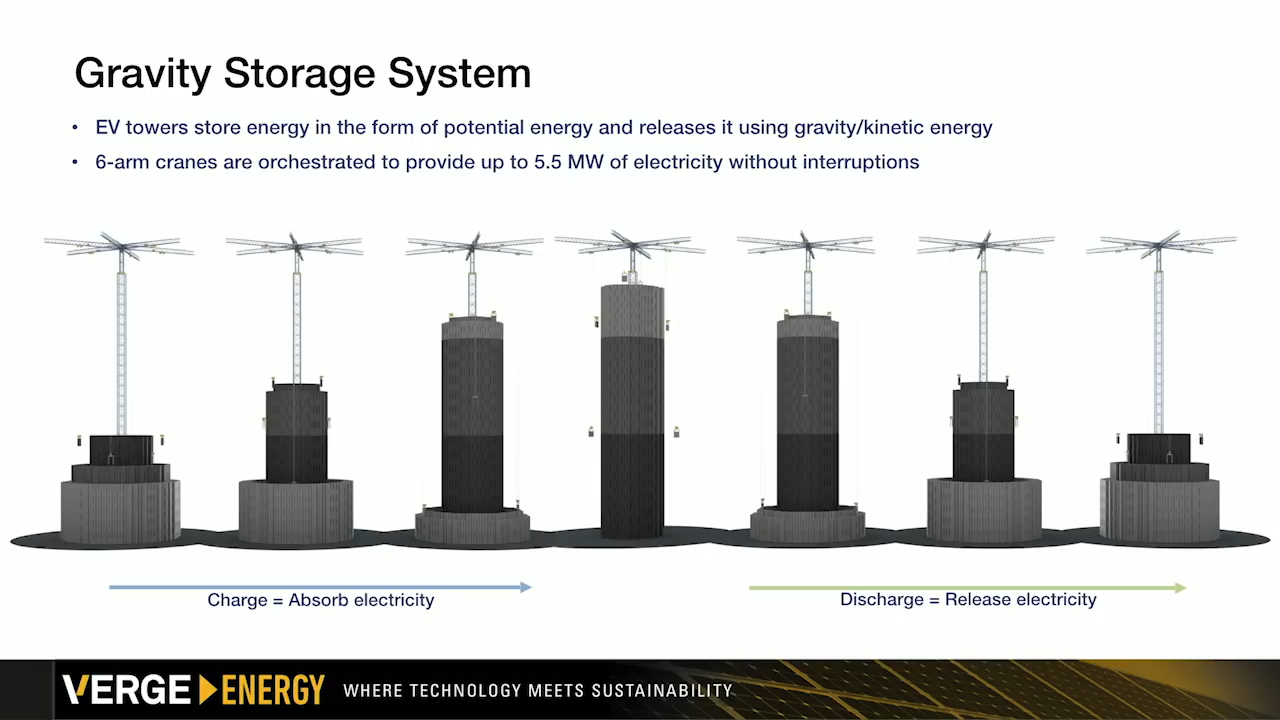 Gravity Storage System
• EV towers store energy in the form of potential energy and releases it using gravity/kinetic energy
• 6-arm cranes are orchestrated to provide up to 5.5 MW of electricity without interruptions
Charge = Absorb electricity
Discharge = Release electricity
VERGE ENERGY WHERE TECHNOLOGY MEETS SUSTAINABILITY